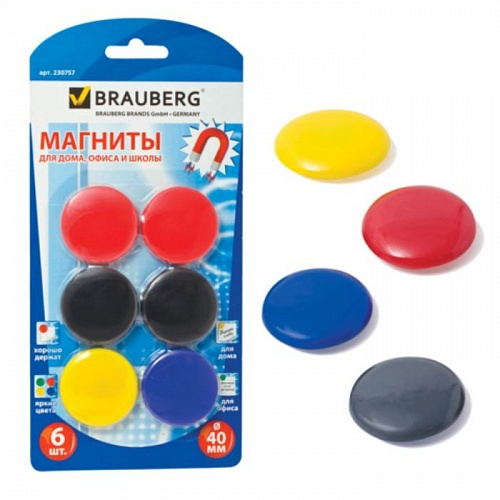 арт. 230757
BRAUBERG®
BRAUBERG BRANDS GmbH - GERMANY
МАГНИТЫ
ДЛЯ ДОМА, ОФИСА И ШКОЛЫ
хорошо
держат
для
дома
яркие
цвета
для
офиса
6
шт.
Ø
40
мм